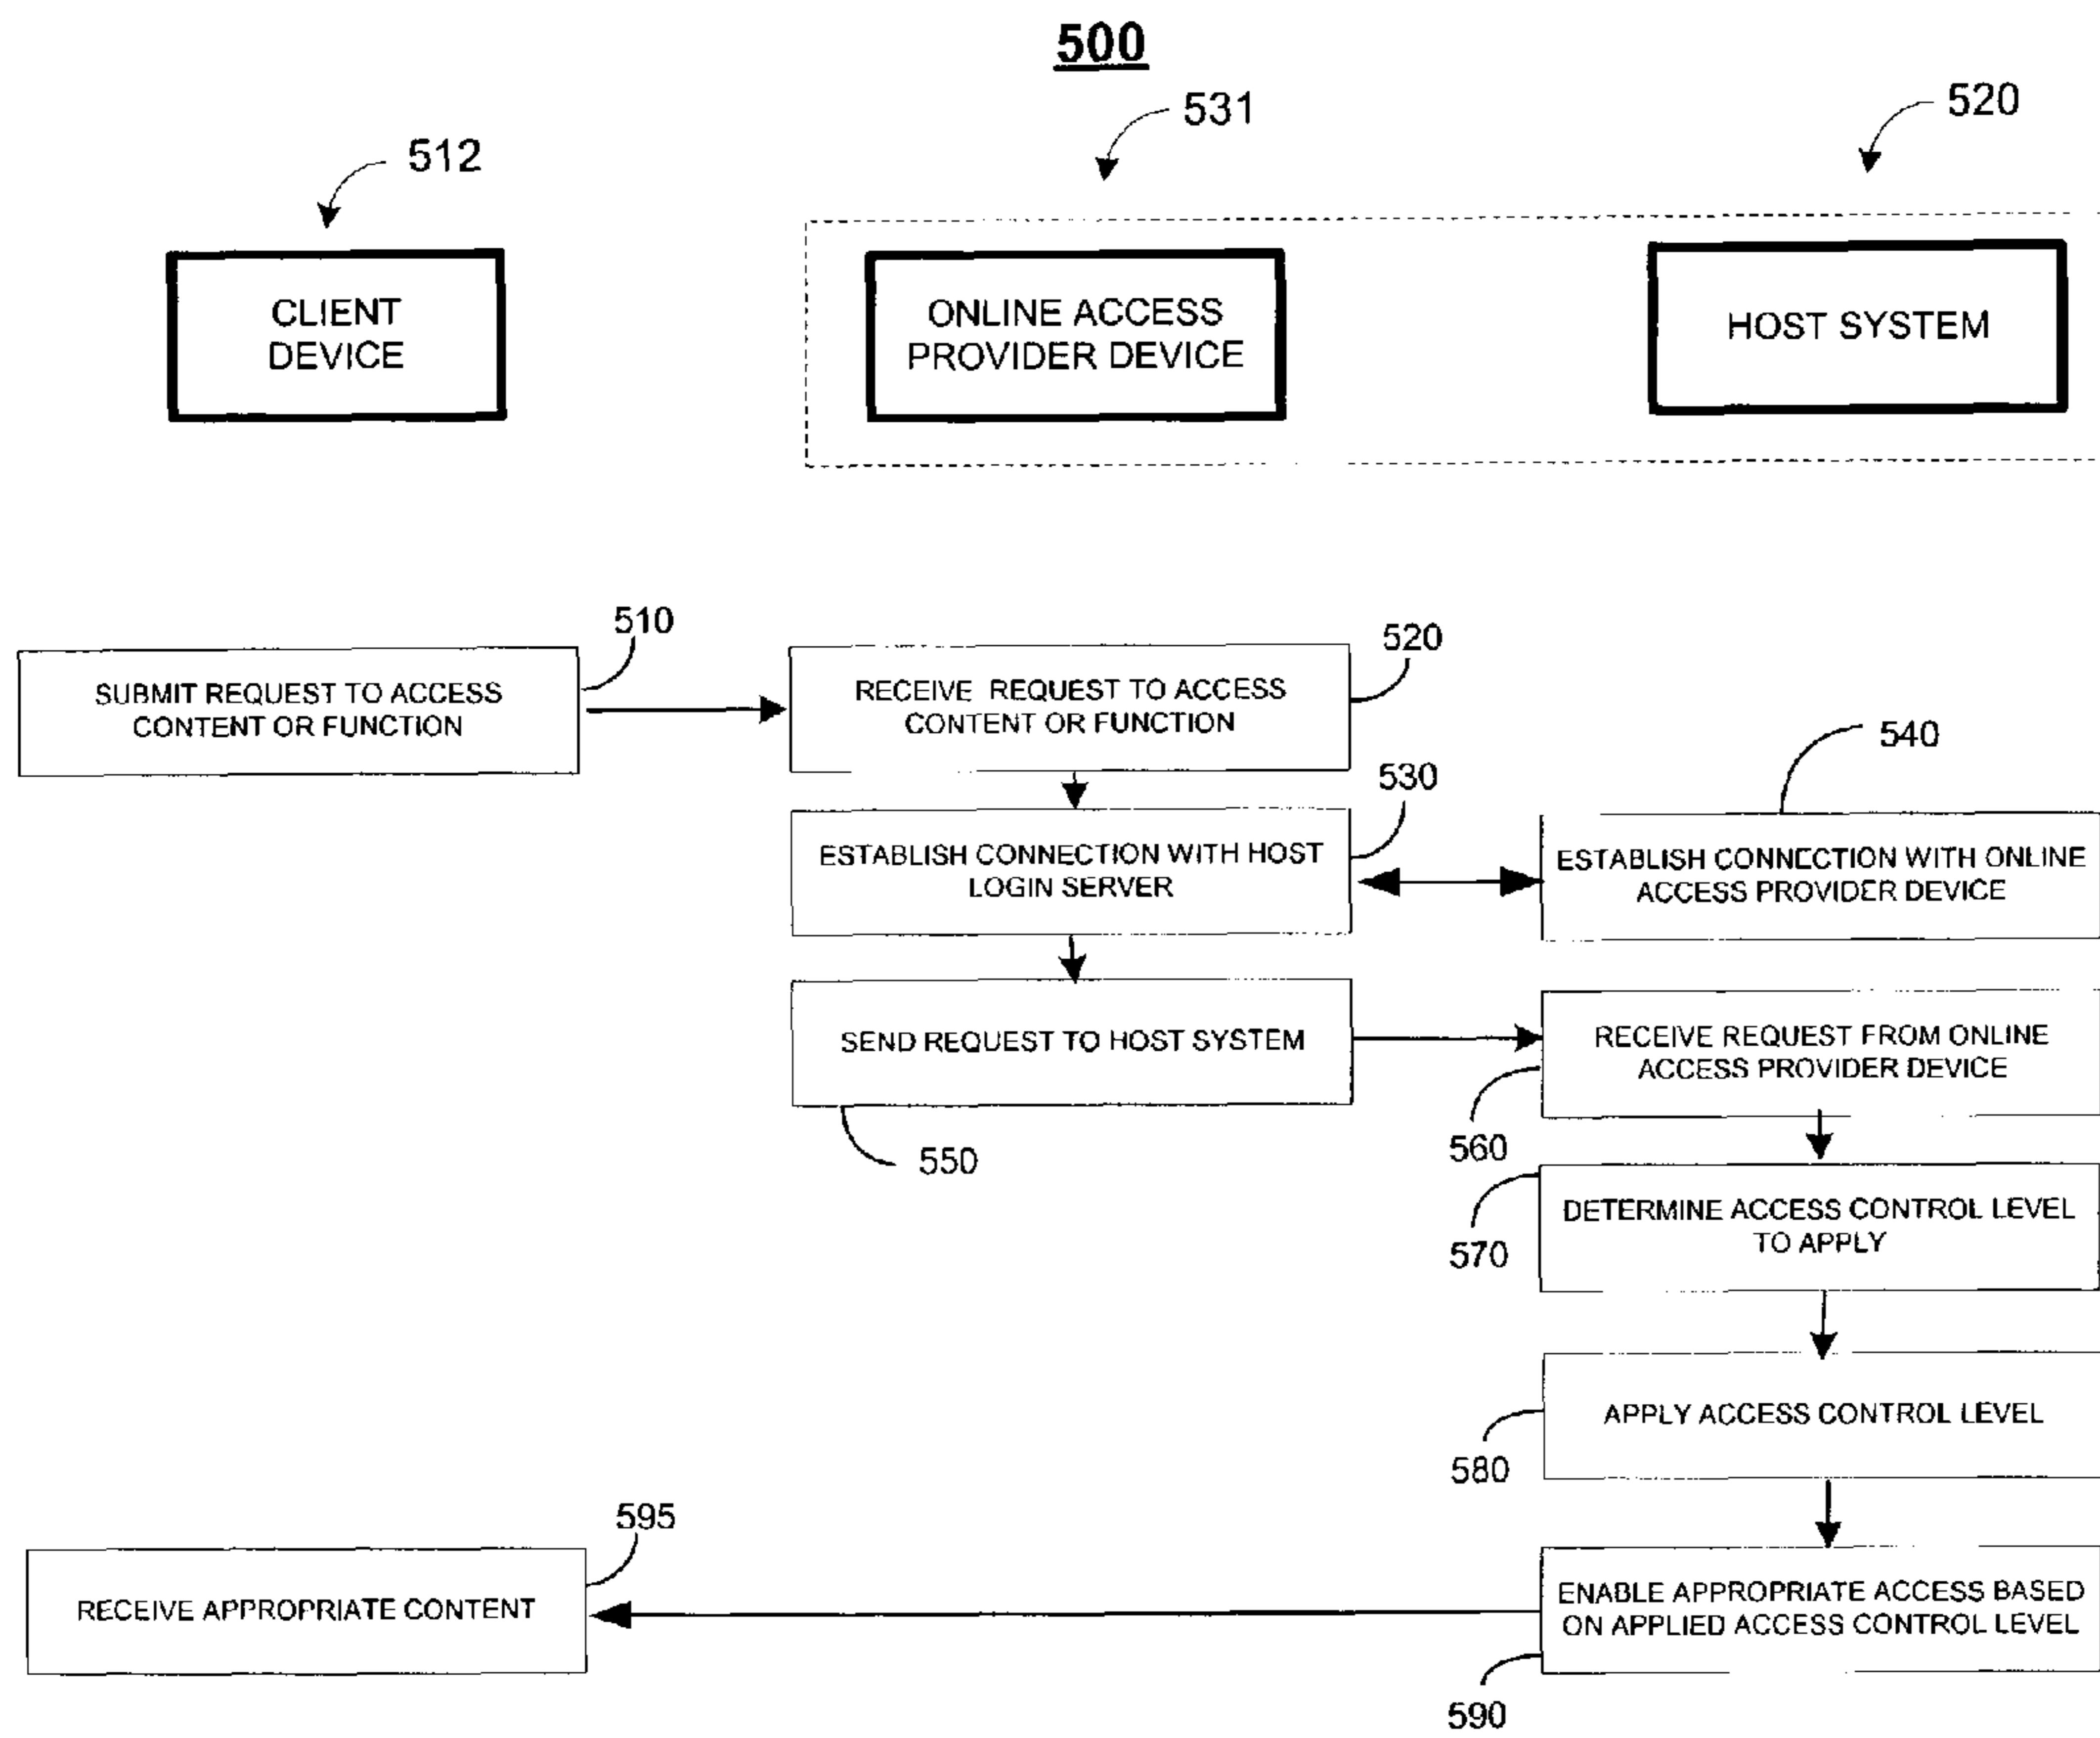 500
531
520
512
CLIENT
DEVICE
ONLINE ACCESS
PROVIDER DEVICE
HOST SYSTEM
510
SUBMIT REQUEST TO ACCESS
CONTENT OR FUNCTION
520
RECEIVE REQUEST TO ACCESS
CONTENT OR FUNCTION
530
ESTABLISH CONNECTION WITH HOST
LOGIN SERVER
540
ESTABLISH CONNECTION WITH ONLINE
ACCESS PROVIDER DEVICE
SEND REQUEST TO HOST SYSTEM
550
RECEIVE REQUEST FROM ONLINE
ACCESS PROVIDER DEVICE
560
DETERMINE ACCESS CONTROL LEVEL
TO APPLY
570
APPLY ACCESS CONTROL LEVEL
580
595
RECEIVE APPROPRIATE CONTENT
ENABLE APPROPRIATE ACCESS BASED
ON APPLIED ACCESS CONTROL LEVEL
590